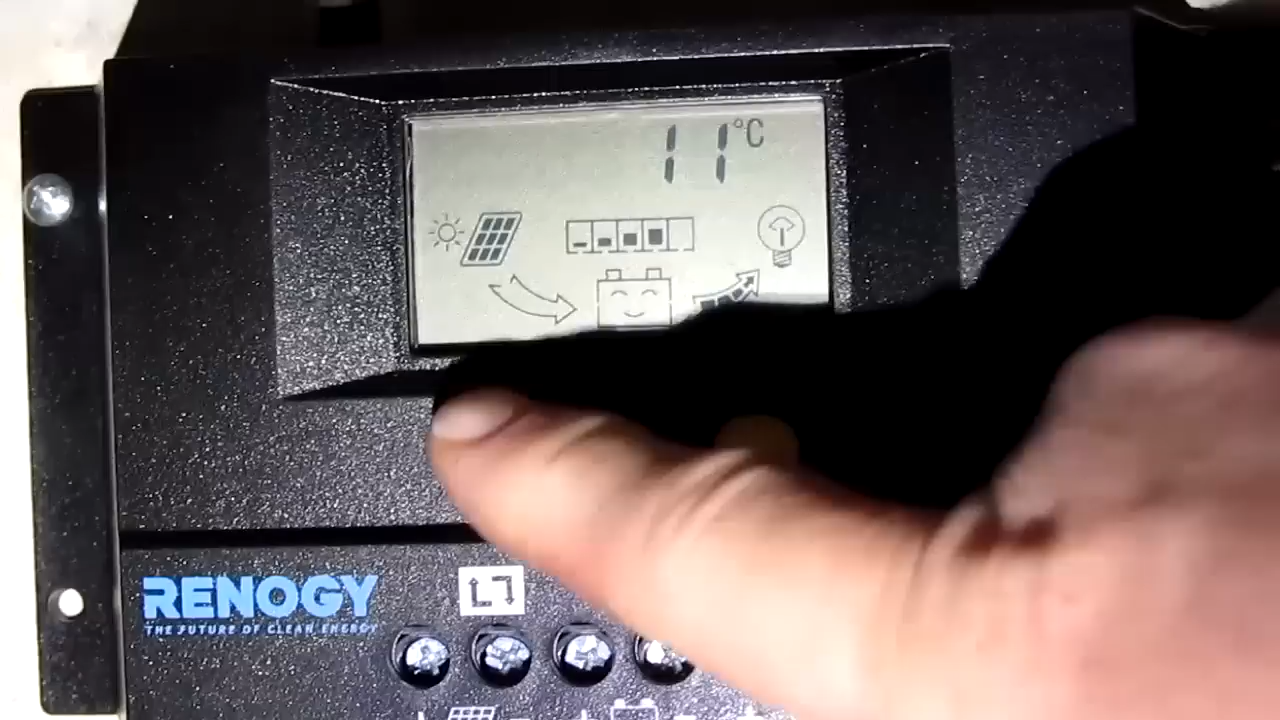 11°C
RENOGY
THE FUTURE OF CLEAN ENERGY
+ - + - +